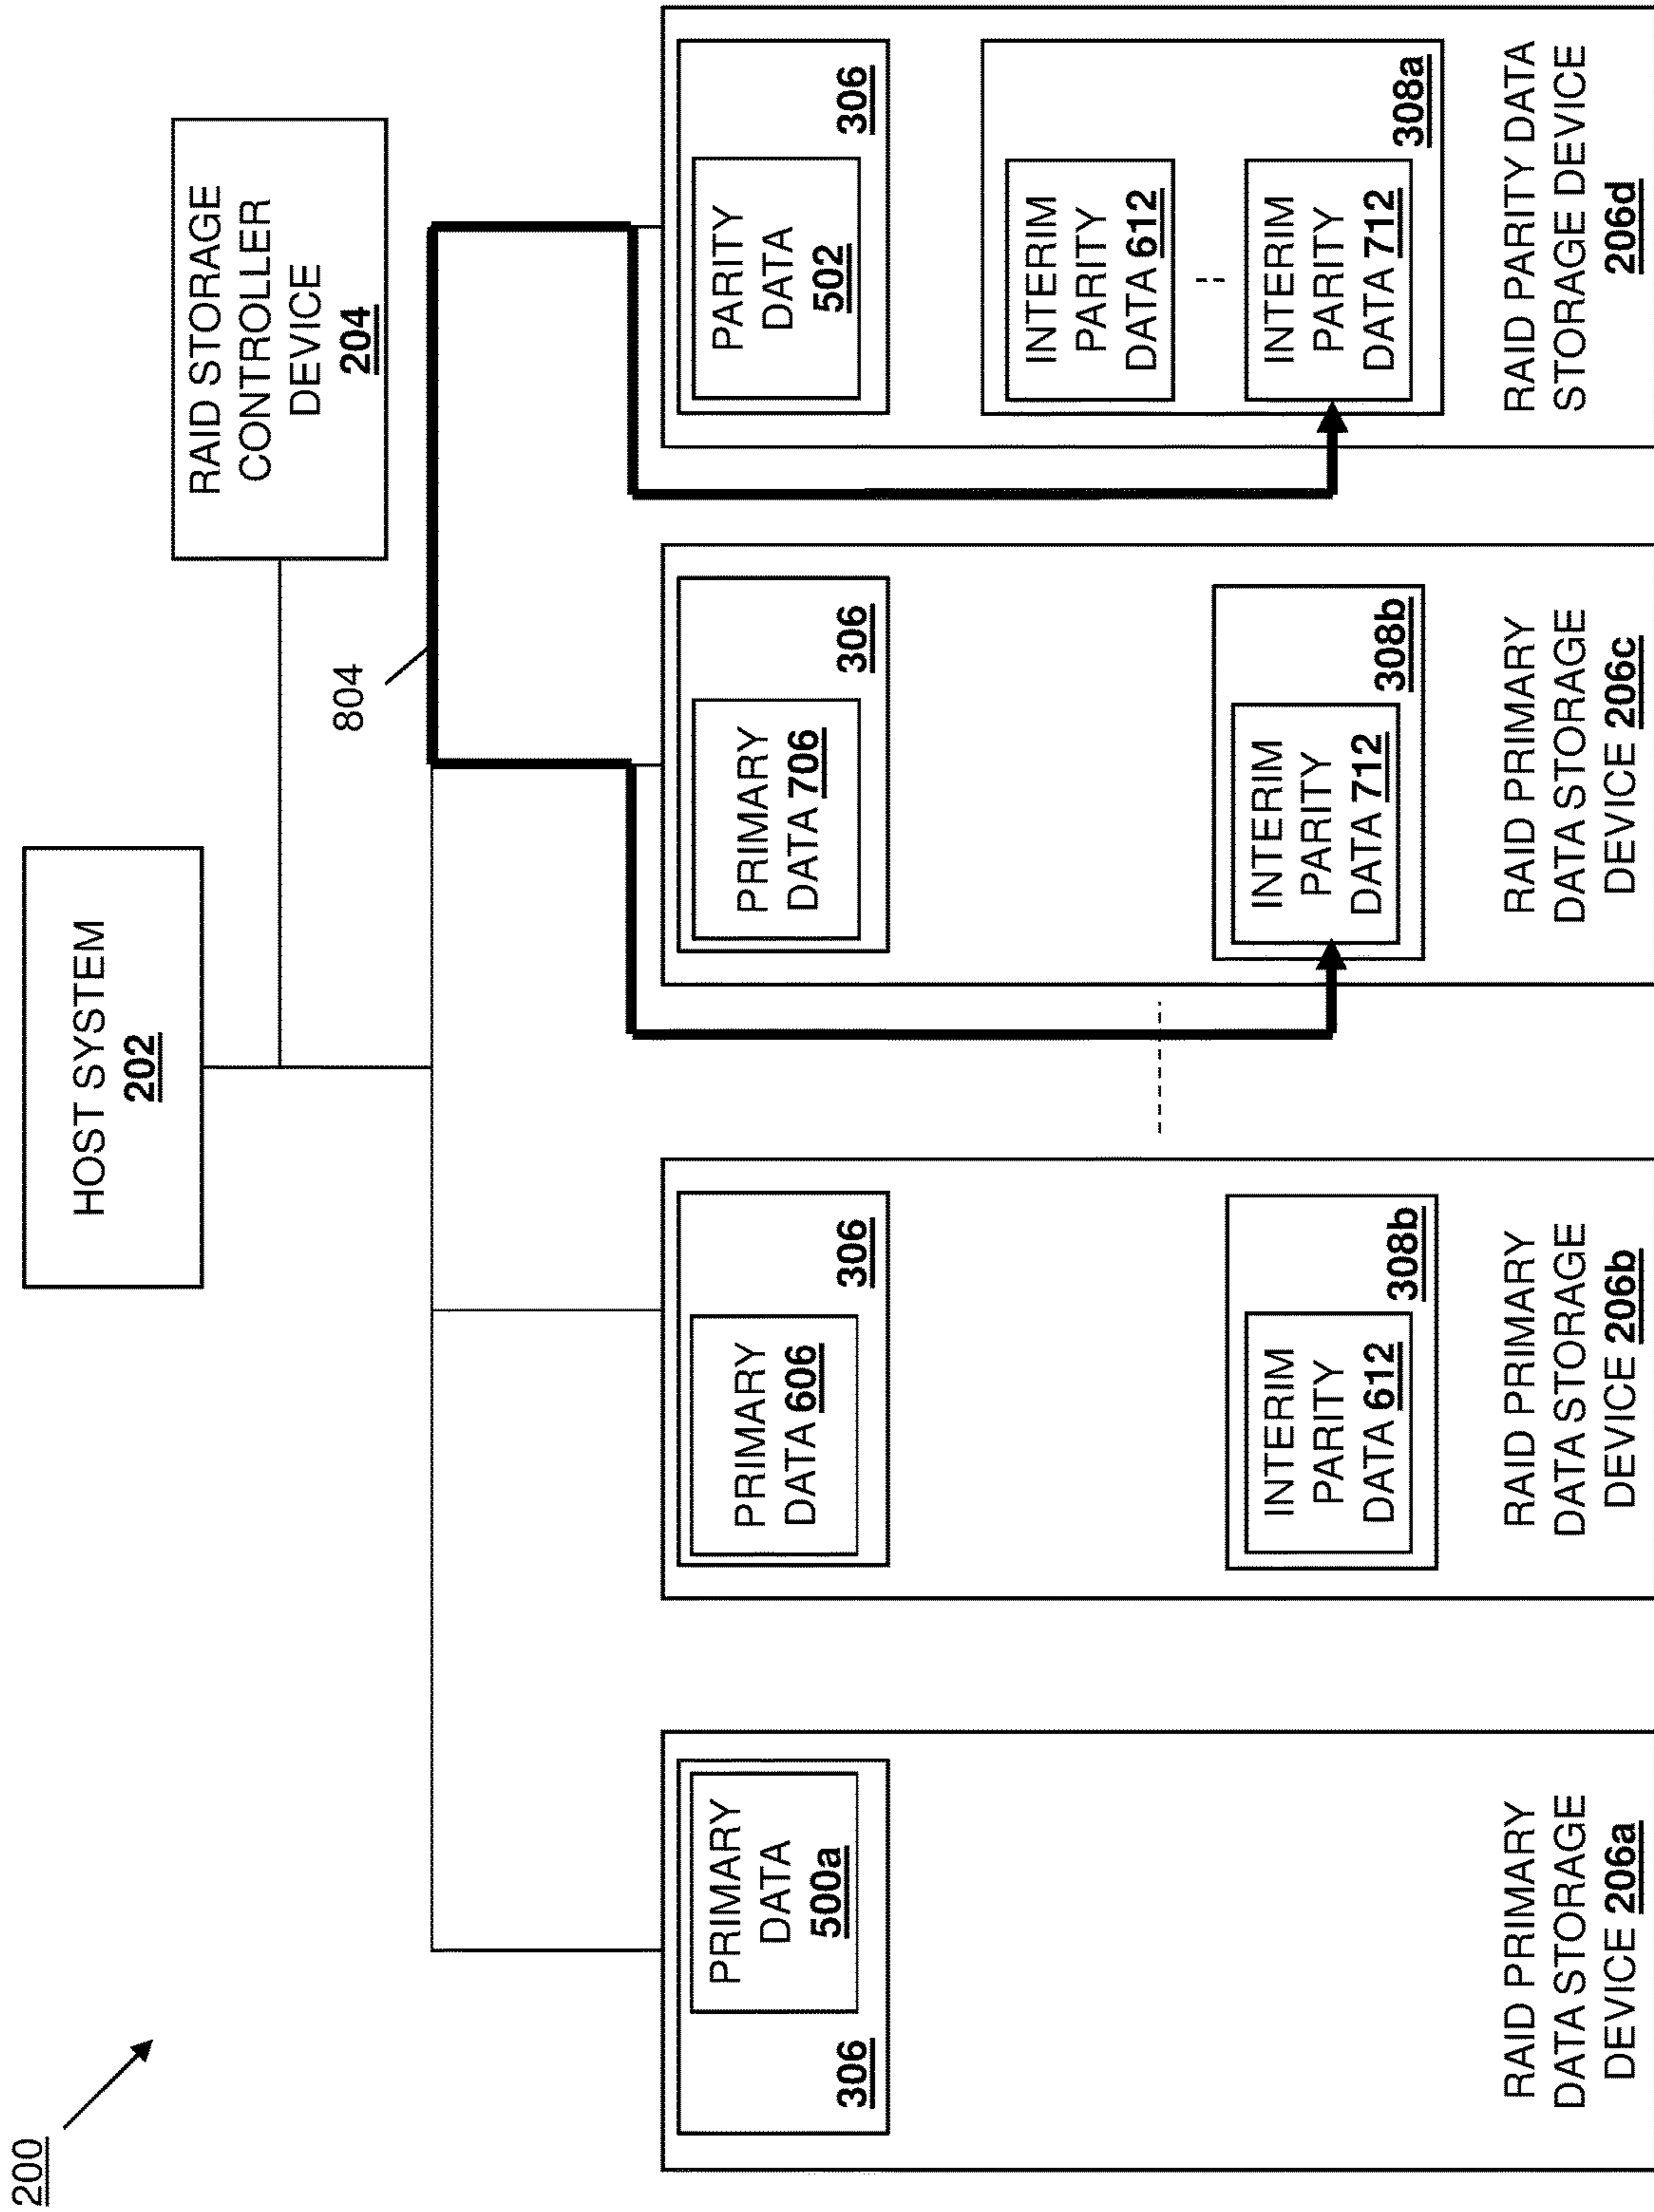 200
HOST SYSTEM
202
RAID STORAGE
CONTROLLER
DEVICE
204
804
306
PRIMARY
DATA
500a
RAID PRIMARY
DATA STORAGE
DEVICE 206a
PRIMARY
DATA 606
306
INTERIM
PARITY
DATA 612
308b
RAID PRIMARY
DATA STORAGE
DEVICE 206b
PRIMARY
DATA 706
306
INTERIM
PARITY
DATA 712
308b
RAID PRIMARY
DATA STORAGE
DEVICE 206c
PARITY
DATA
502
306
INTERIM
PARITY
DATA 612
INTERIM
PARITY
DATA 712
308a
RAID PARITY DATA
STORAGE DEVICE
206d